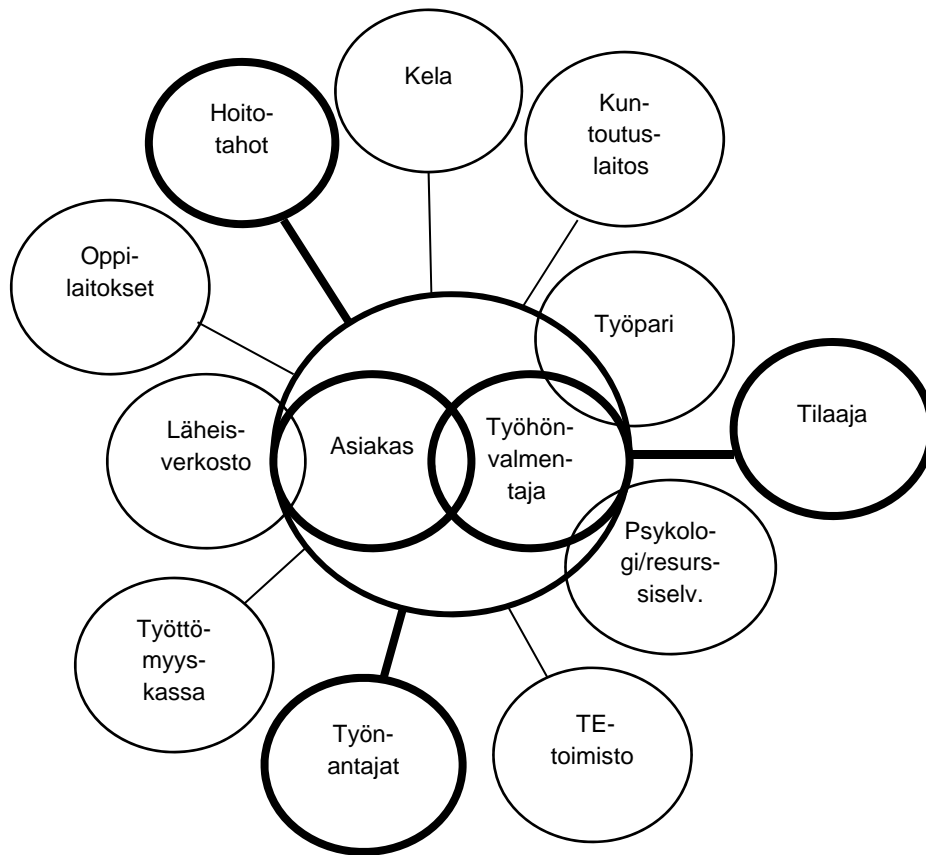 Kela
Hoito-
tahot
Kun-
toutus-
laitos
Oppi-
laitokset
Työpari
Tilaaja
Läheis-
verkosto
Asiakas
Työhön-
valmen-
taja
Psykolo-
gi/resurs-
siselv.
Työttö-
myys-
kassa
Työn-
antajat
TE-
toimisto